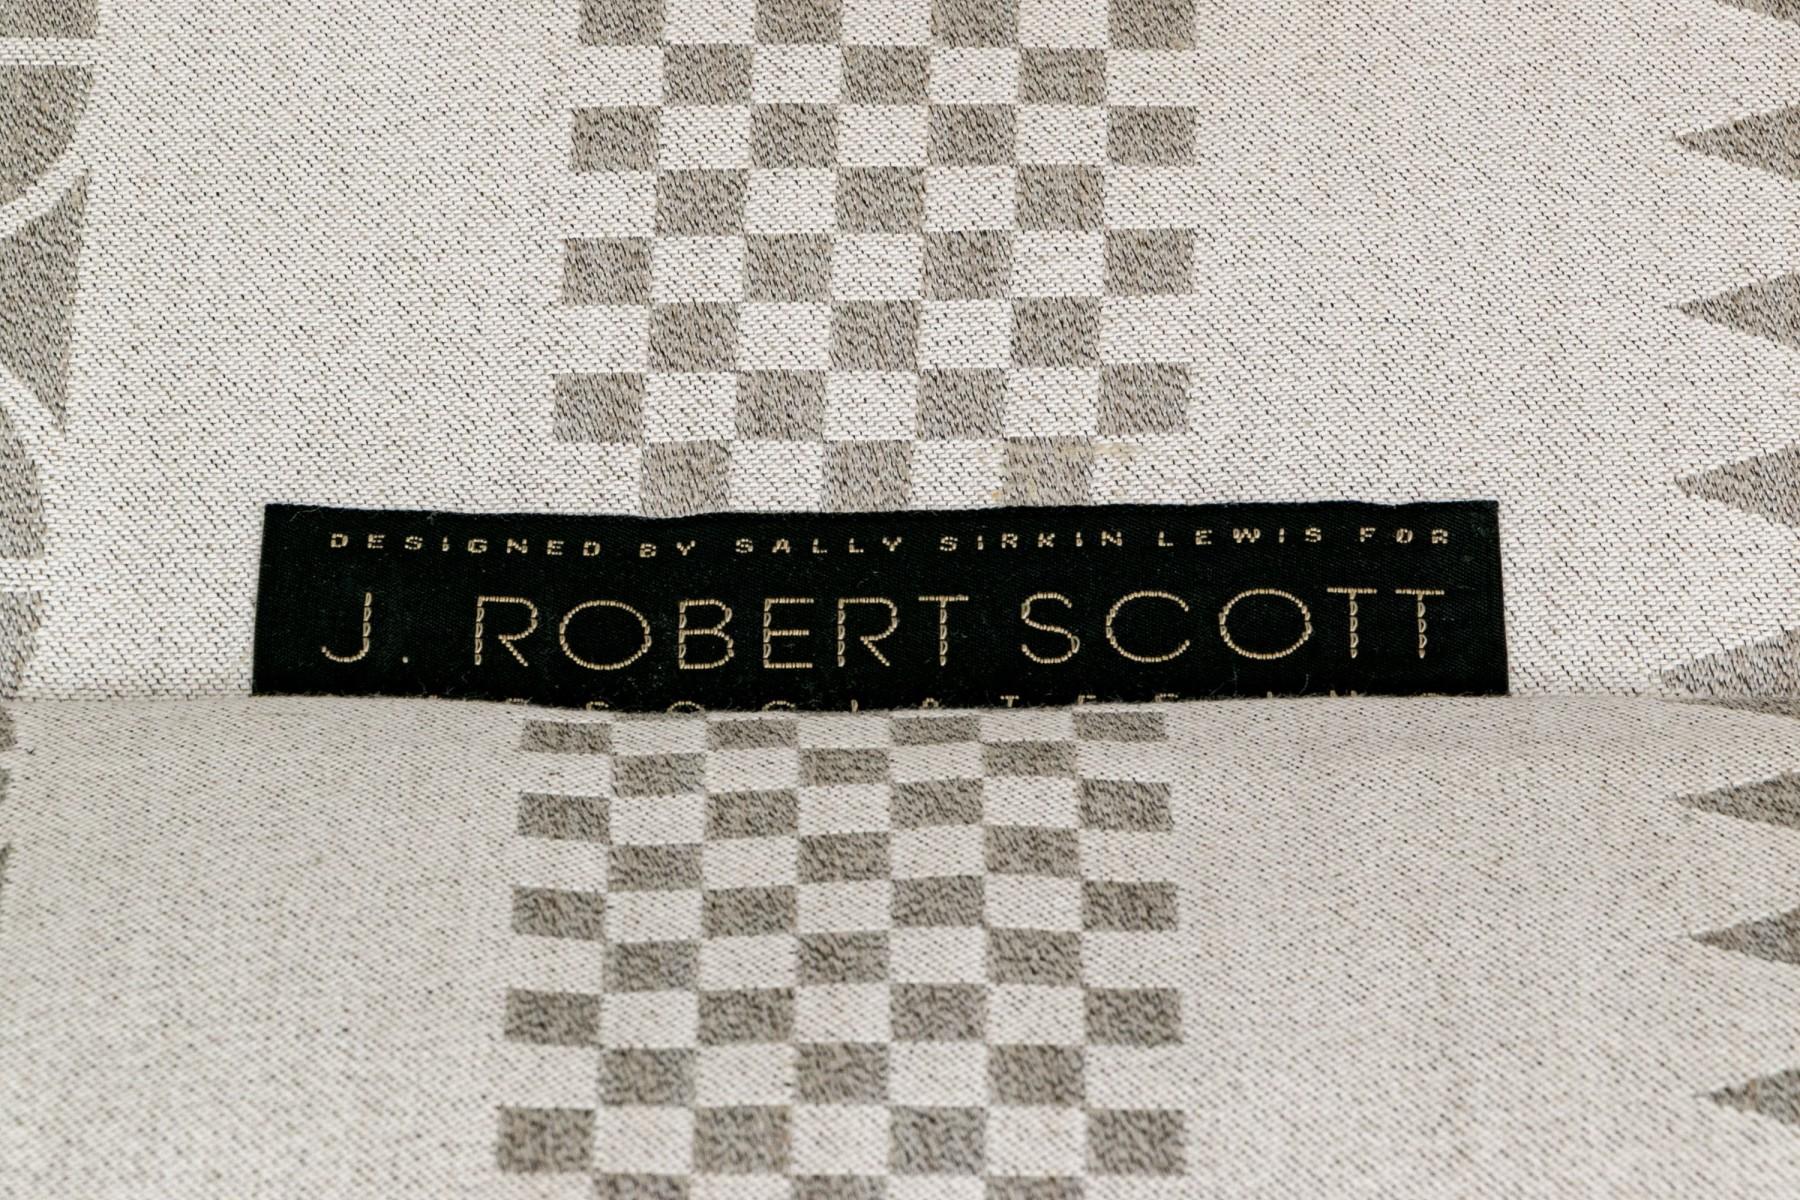 DESIGNED BY SALLY SIRKIN LEWIS FOR
J. ROBERT SCOTT